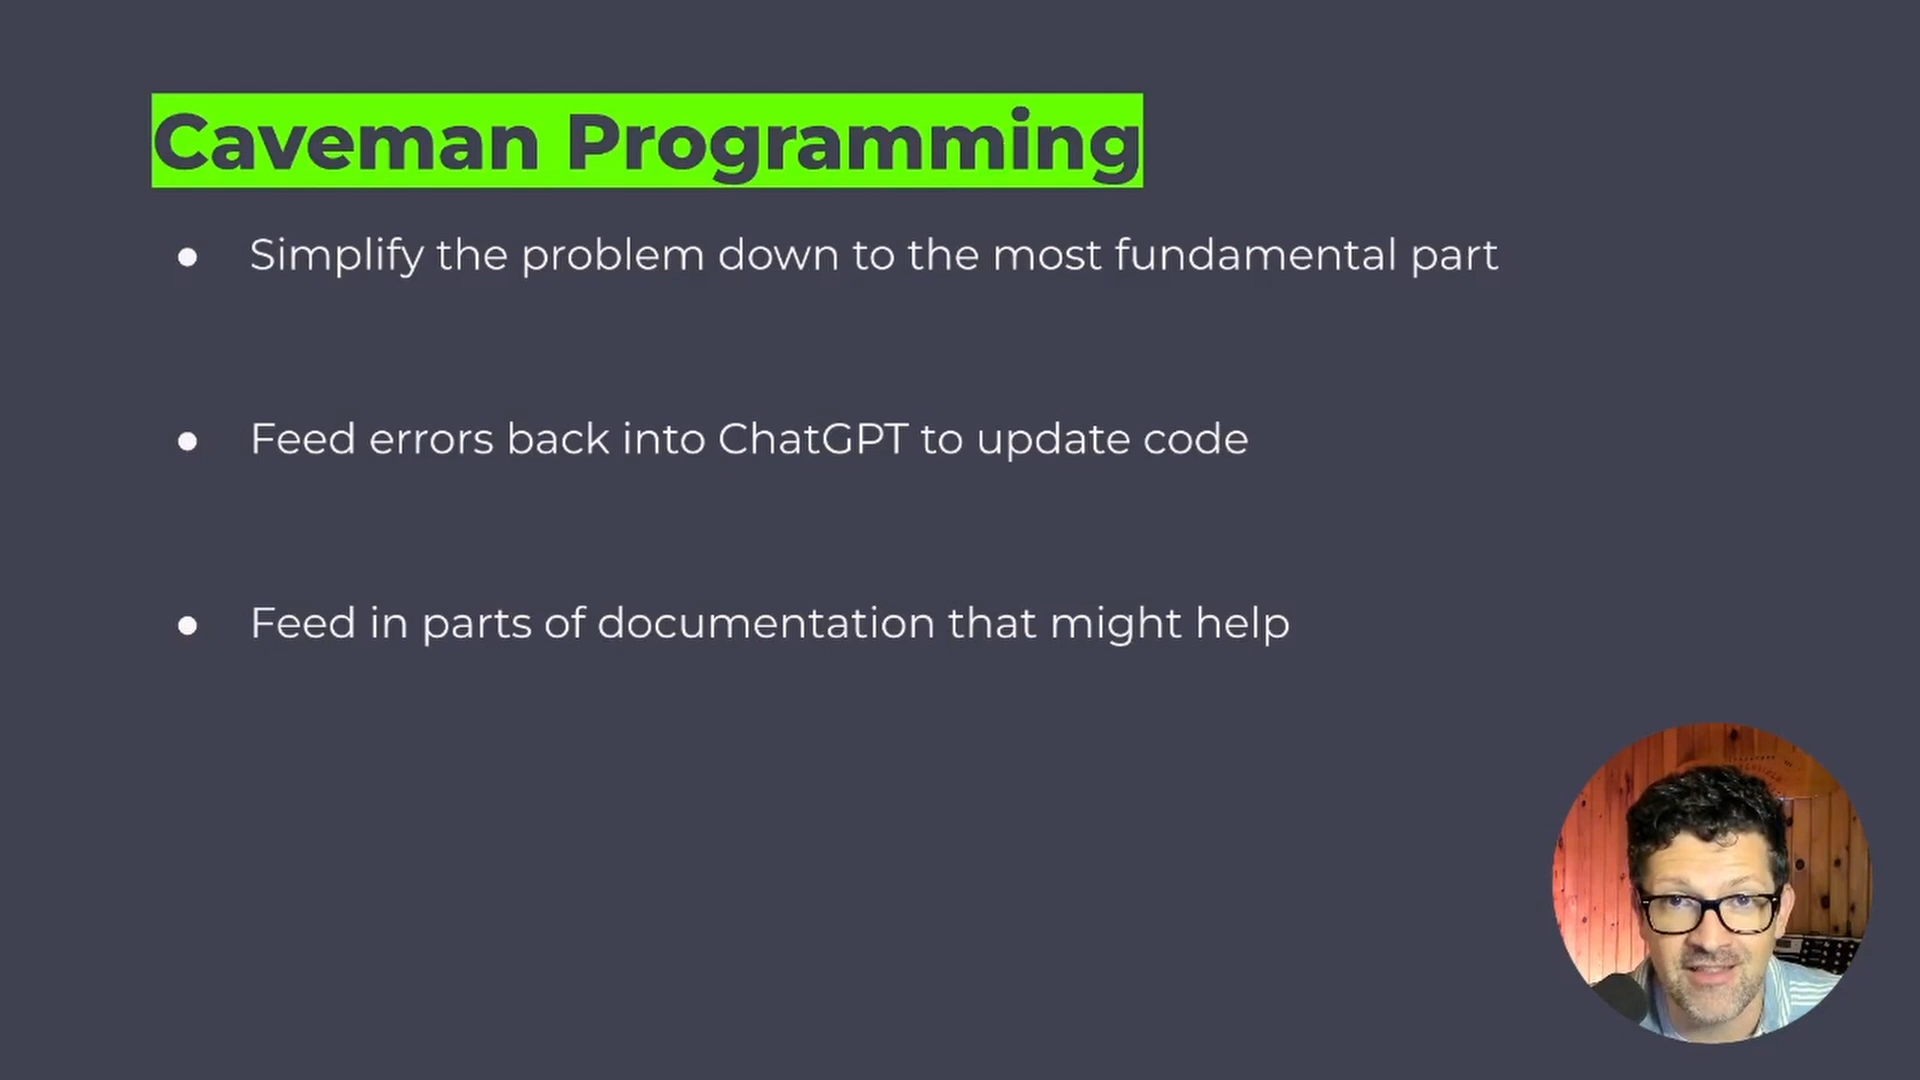 Caveman Programming
● Simplify the problem down to the most fundamental part
● Feed errors back into ChatGPT to update code
● Feed in parts of documentation that might help